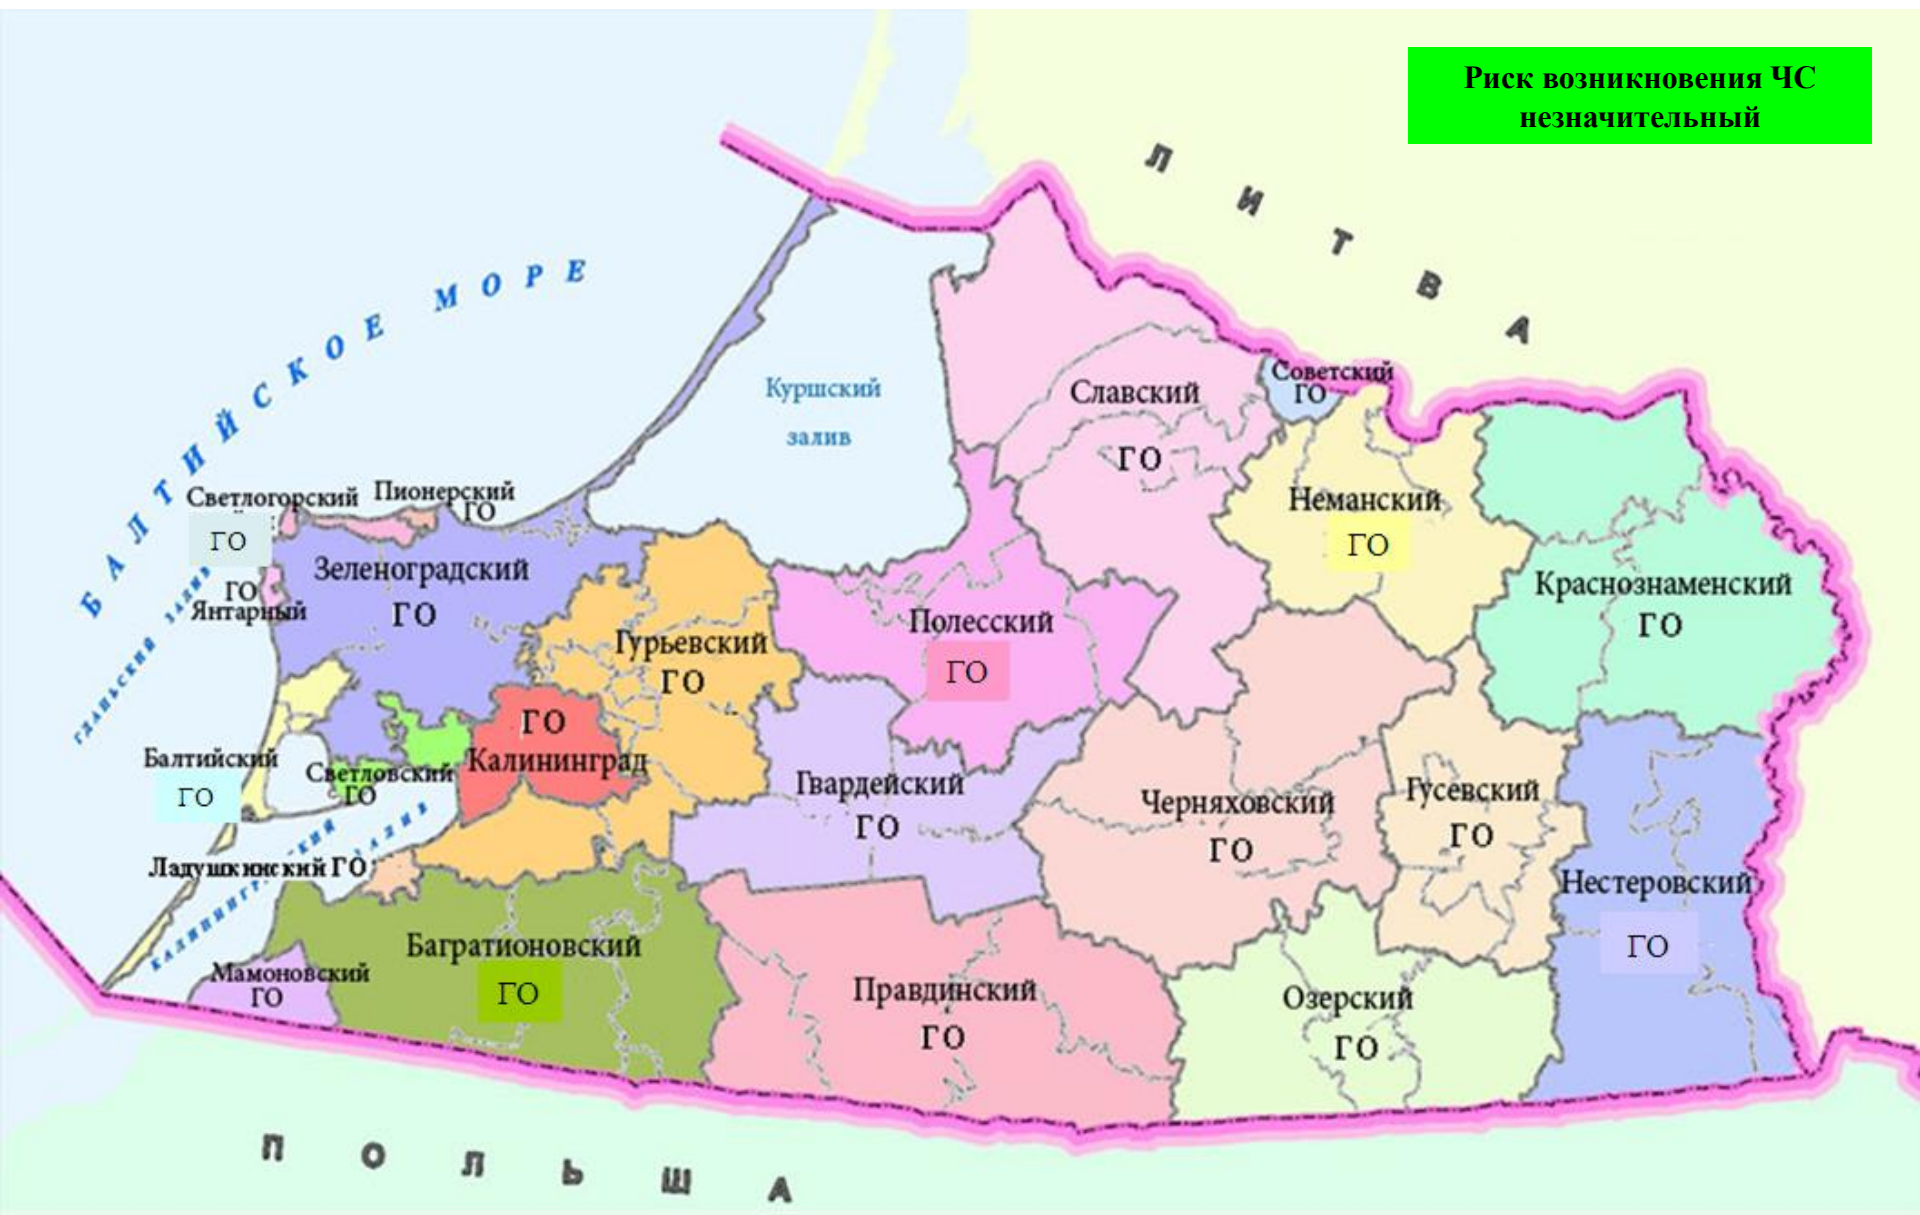 Риск возникновения ЧС
незначительный
ЛИТВА
БАЛТИЙСКОЕ МОРЕ
Куршский
залив
Славский
ГО
Советский
ГО
Неманский
ГО
Краснознаменский
ГО
Светлогорский
ГО
Пионерский
ГО
ГО
Янтарный
Зеленоградский
ГО
Гурьевский
ГО
Полесский
ГО
ГО
Калининград
Балтийский
ГО
Светловский
ГО
Гвардейский
ГО
Черняховский
ГО
Гусевский
ГО
Нестеровский
ГО
Ладушкинский ГО
Багратионовский
ГО
Мамоновский
ГО
Правдинский
ГО
Озерский
ГО
ПОЛЬША